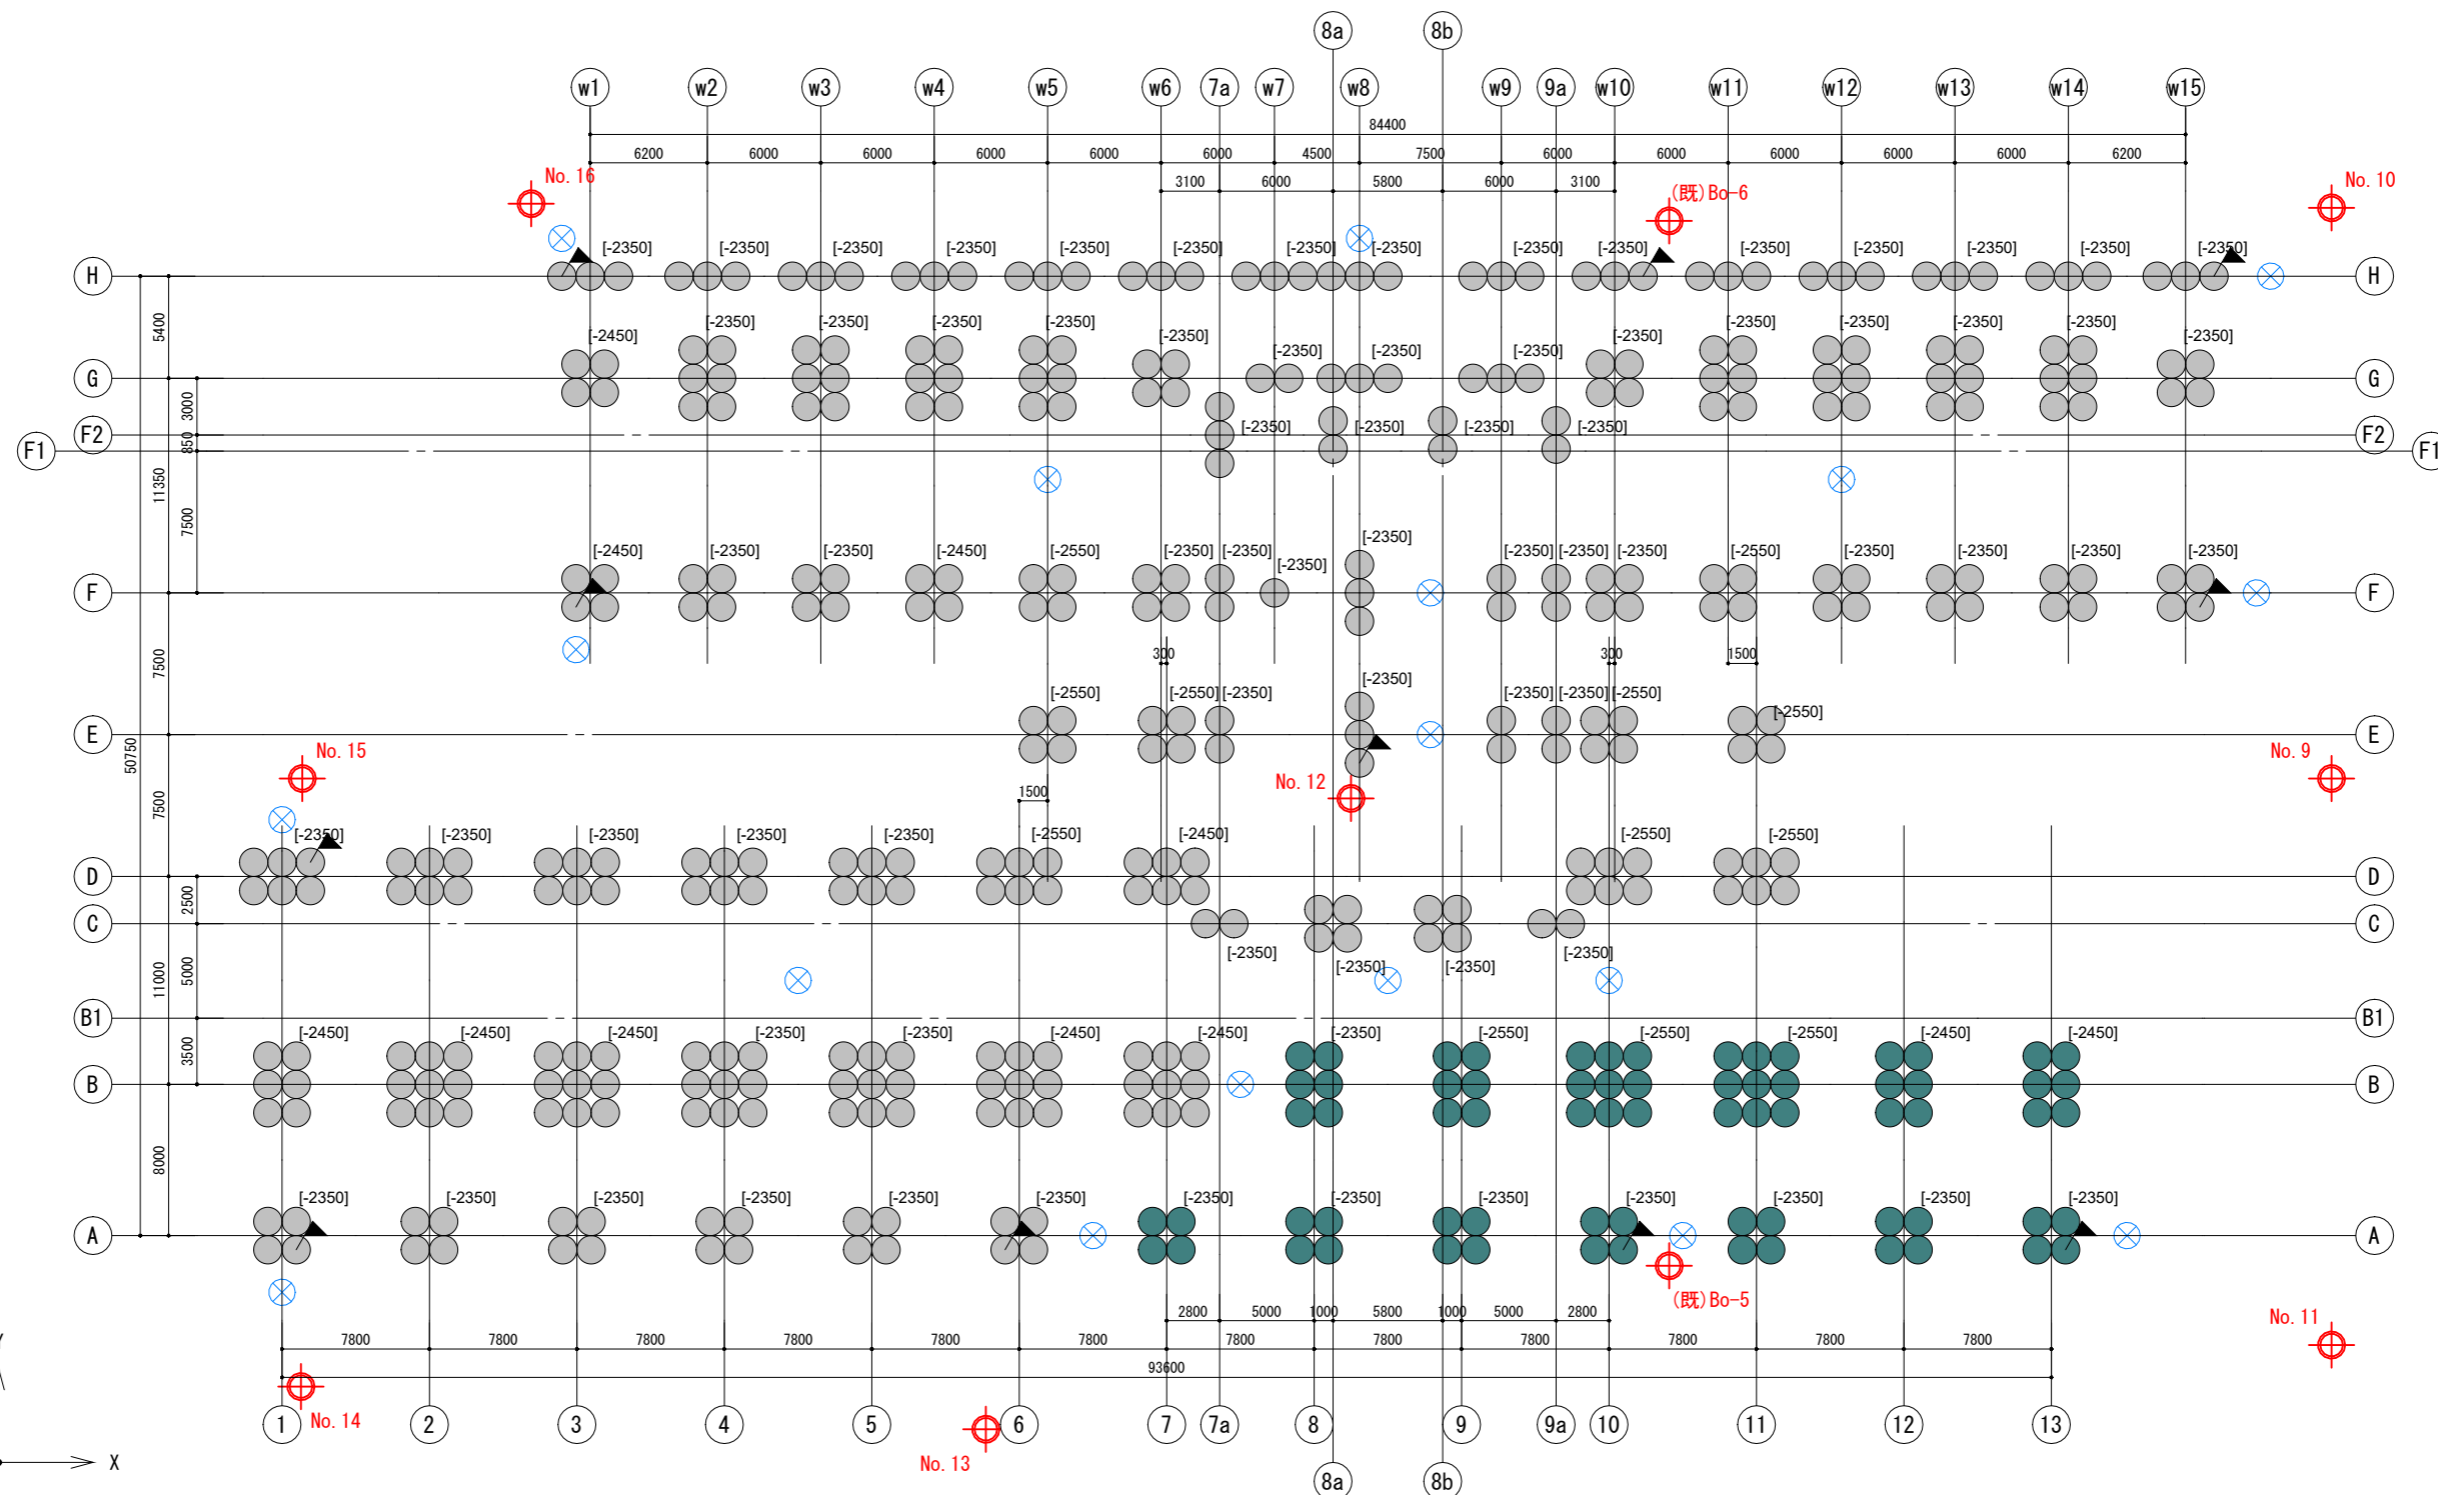 8a 8b
w1 w2 w3 w4 w5 w6 7a w7 w8 w9 9a w10 w11 w12 w13 w14 w15
84400
6200 6000 6000 6000 6000 6000 4500 7500 6000 6000 6000 6000 6000 6200
3100 6000 5800 6000 3100
No. 16
(既)Bo-6
No. 10
[-2350] [-2350] [-2350] [-2350] [-2350] [-2350] [-2350] [-2350] [-2350] [-2350] [-2350] [-2350] [-2350] [-2350] [-2350]
H H
5400
[-2450] [-2350] [-2350] [-2350] [-2350] [-2350] [-2350] [-2350] [-2350] [-2350] [-2350] [-2350] [-2350] [-2350] [-2350]
G G
3000
F2 [-2350] [-2350] [-2350] [-2350] F2
850
F1 F1
11350
7500
[-2450] [-2350] [-2350] [-2450] [-2550] [-2350] [-2350] [-2350] [-2350] [-2350] [-2350] [-2350] [-2550] [-2350] [-2350] [-2350] [-2350]
F F
7500
300 300 1500
[-2550] [-2550] [-2350] [-2350] [-2350] [-2350] [-2550] [-2550]
E E
50750
No. 15
No. 12
No. 9
7500
1500
[-2350] [-2350] [-2350] [-2350] [-2350] [-2550] [-2450] [-2550] [-2550]
D D
2500
C C
[-2350] [-2350] [-2350] [-2350]
11000
5000
B1 B1
3500
[-2450] [-2450] [-2450] [-2350] [-2350] [-2450] [-2450] [-2350] [-2550] [-2550] [-2550] [-2450] [-2450]
B B
8000
[-2350] [-2350] [-2350] [-2350] [-2350] [-2350] [-2350] [-2350] [-2350] [-2350] [-2350] [-2350] [-2350]
A A
(既)Bo-5
No. 11
2800 5000 1000 5800 1000 5000 2800
7800 7800 7800 7800 7800 7800 7800 7800 7800 7800 7800 7800
93600
1 2 3 4 5 6 7 7a 8 9 9a 10 11 12 13
No. 14
No. 13
X
8a 8b